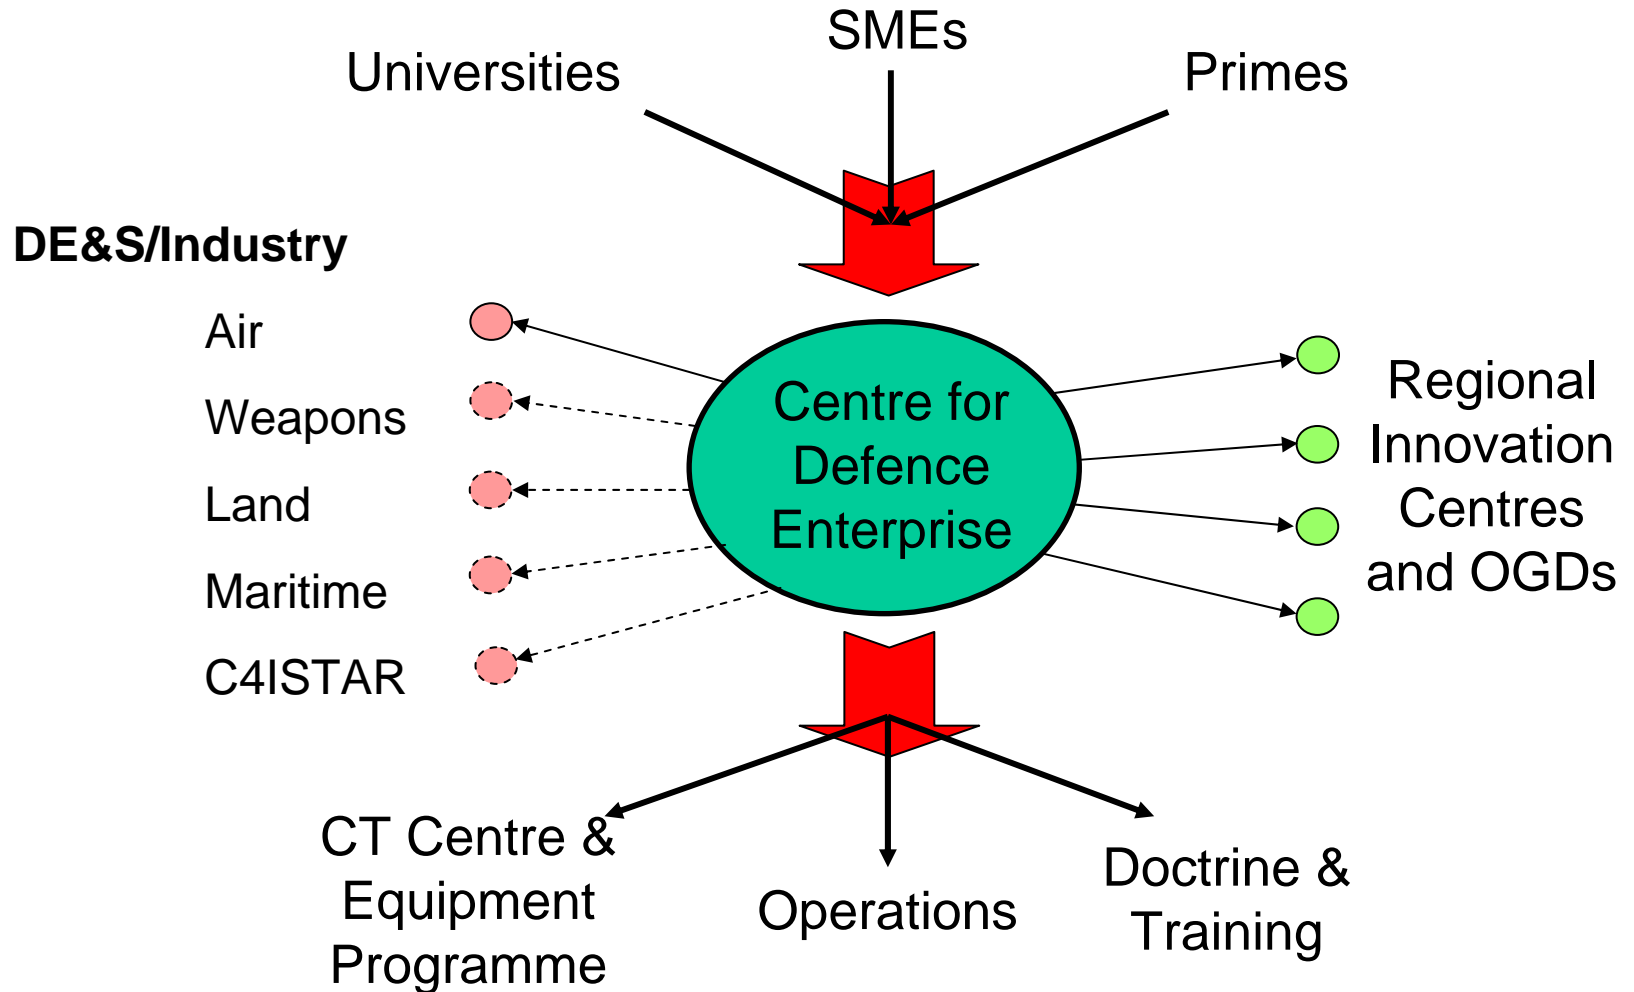 SMEs
Universities
Primes
DE&S/Industry
Air
Weapons
Land
Maritime
C4ISTAR
Centre for
Defence
Enterprise
Regional
Innovation
Centres
and OGDs
CT Centre &
Equipment
Programme
Operations
Doctrine &
Training